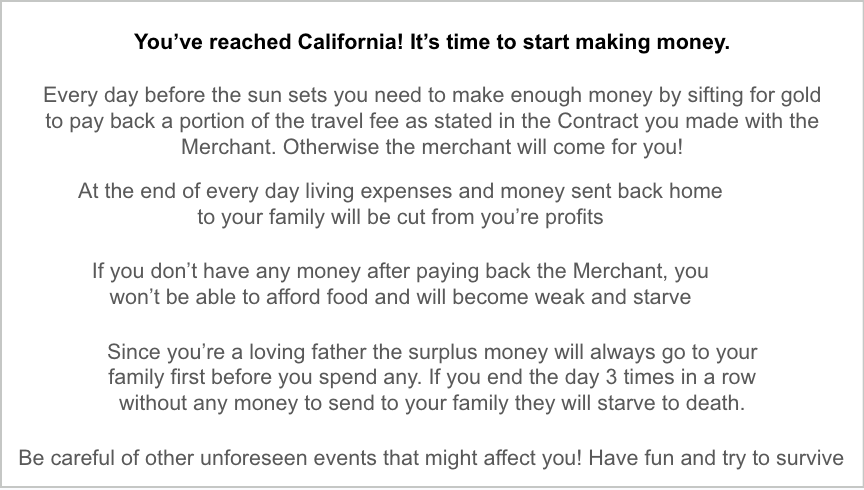 You’ve reached California! It’s time to start making money.
Every day before the sun sets you need to make enough money by sifting for gold
to pay back a portion of the travel fee as stated in the Contract you made with the
Merchant. Otherwise the merchant will come for you!
At the end of every day living expenses and money sent back home
to your family will be cut from you’re profits
If you don’t have any money after paying back the Merchant, you
won’t be able to afford food and will become weak and starve
Since you’re a loving father the surplus money will always go to your
family first before you spend any. If you end the day 3 times in a row
without any money to send to your family they will starve to death.
Be careful of other unforeseen events that might affect you! Have fun and try to survive